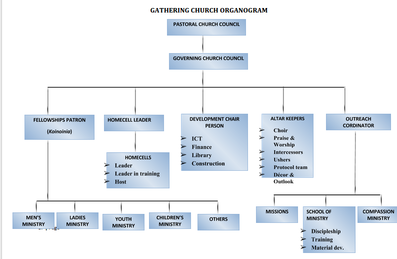 GATHERING CHURCH ORGANOGRAM
PASTORAL CHURCH COUNCIL
GOVERNING CHURCH COUNCIL
FELLOWSHIPS PATRON
(Koinoinia)
HOMECELL LEADER
HOMECELLS
➢ Leader
➢ Leader in training
➢ Host
DEVELOPMENT CHAIR
PERSON
➢ ICT
➢ Finance
➢ Library
➢ Construction
ALTAR KEEPERS
➢ Choir
➢ Praise &
Worship
➢ Intercessors
➢ Ushers
➢ Protocol team
➢ Décor &
Outlook
OUTREACH
CORDINATOR
MEN'S
MINISTRY
LADIES
MINISTRY
YOUTH
MINISTRY
CHILDREN'S
MINISTRY
OTHERS
MISSIONS
SCHOOL OF
MINISTRY
➢ Discipleship
➢ Training
➢ Material dev.
COMPASSION
MINISTRY